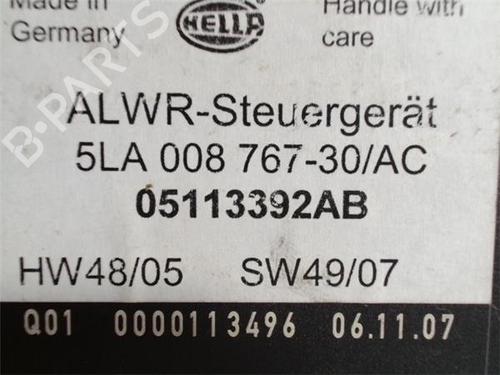 Made in
Germany
HELLA
Handle with
care
ALWR-Steuergerät
5LA 008 767-30/AC
05113392AB
HW48/05 SW49/07
Q01 0000113496 06.11.07
B-PARTS